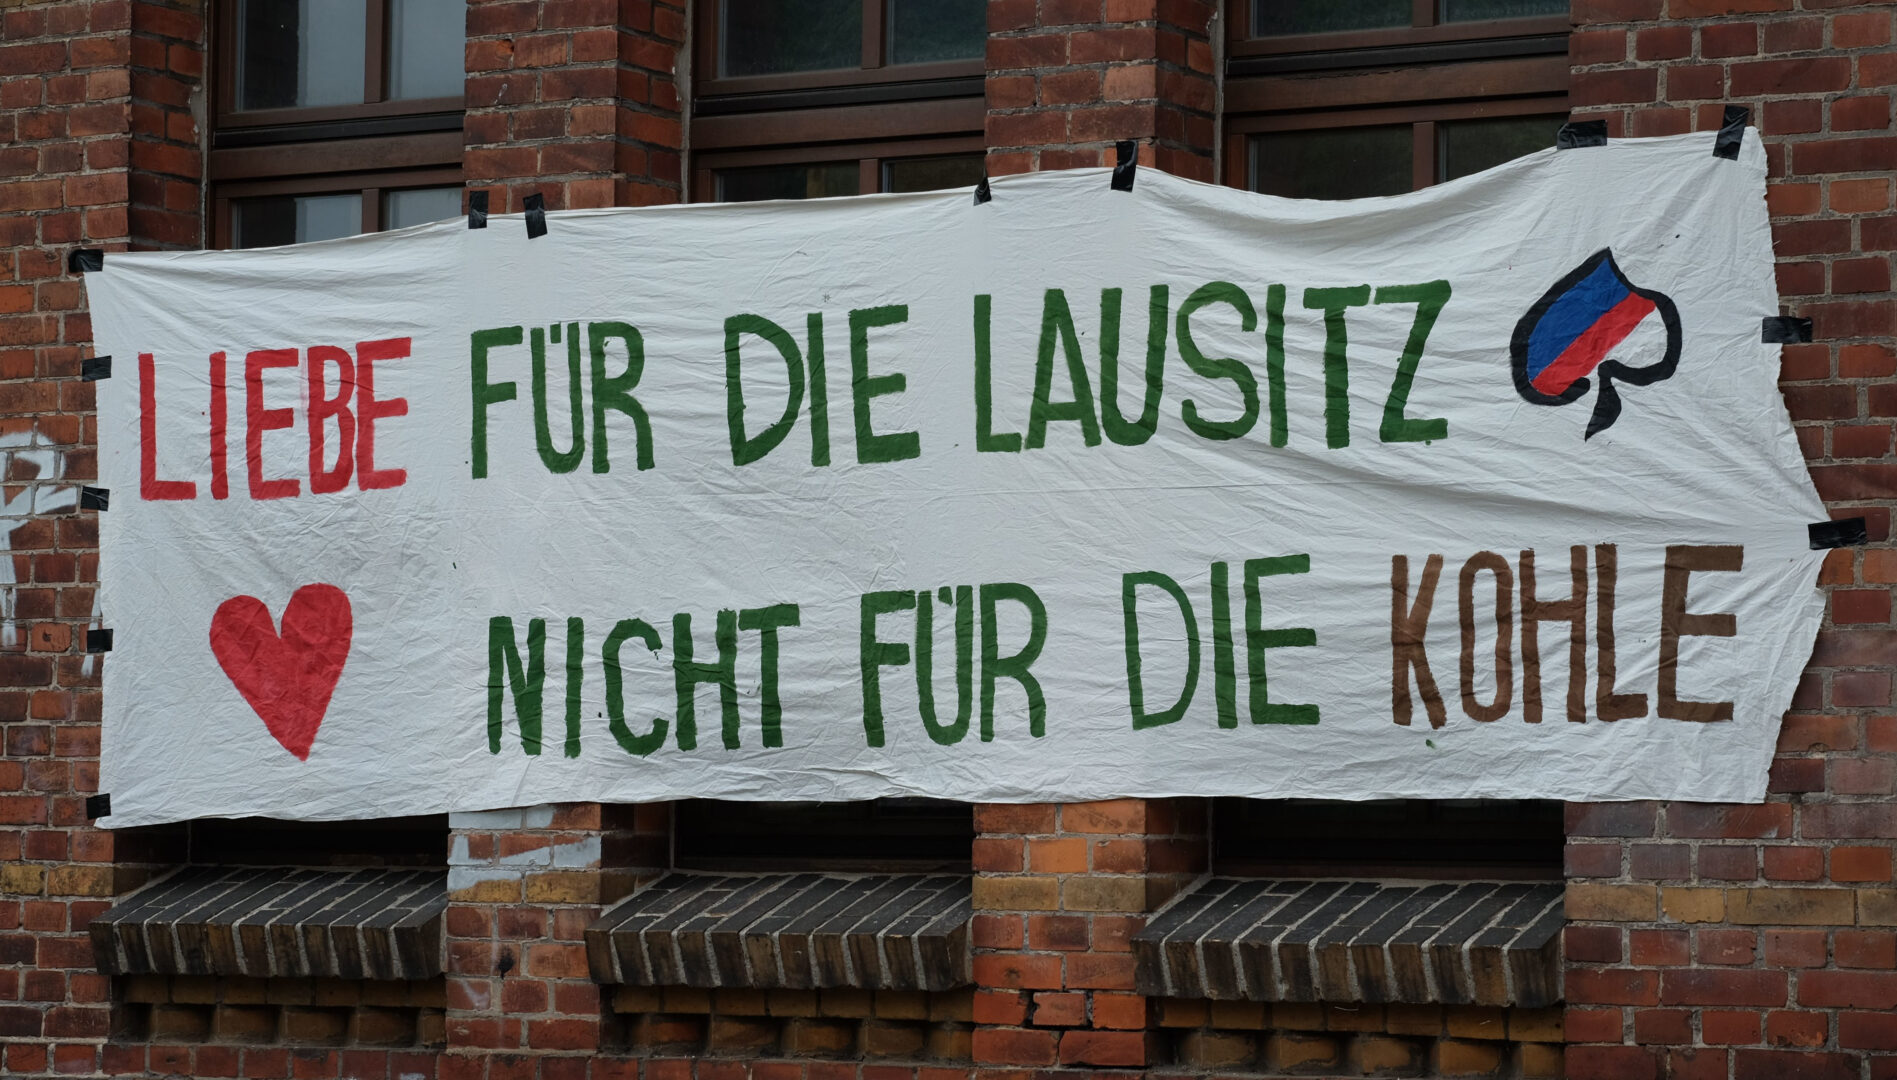 LIEBE FÜR DIE LAUSITZ
NICHT FÜR DIE KOHLE